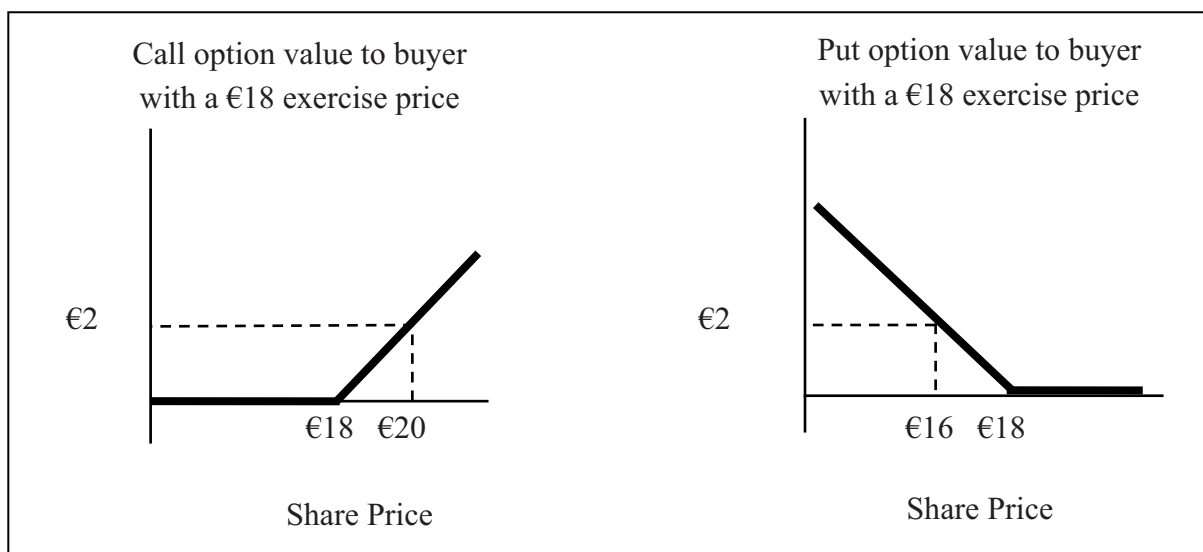 Call option value to buyer
with a €18 exercise price
€2
€18 €20
Share Price
Put option value to buyer
with a €18 exercise price
€2
€16 €18
Share Price